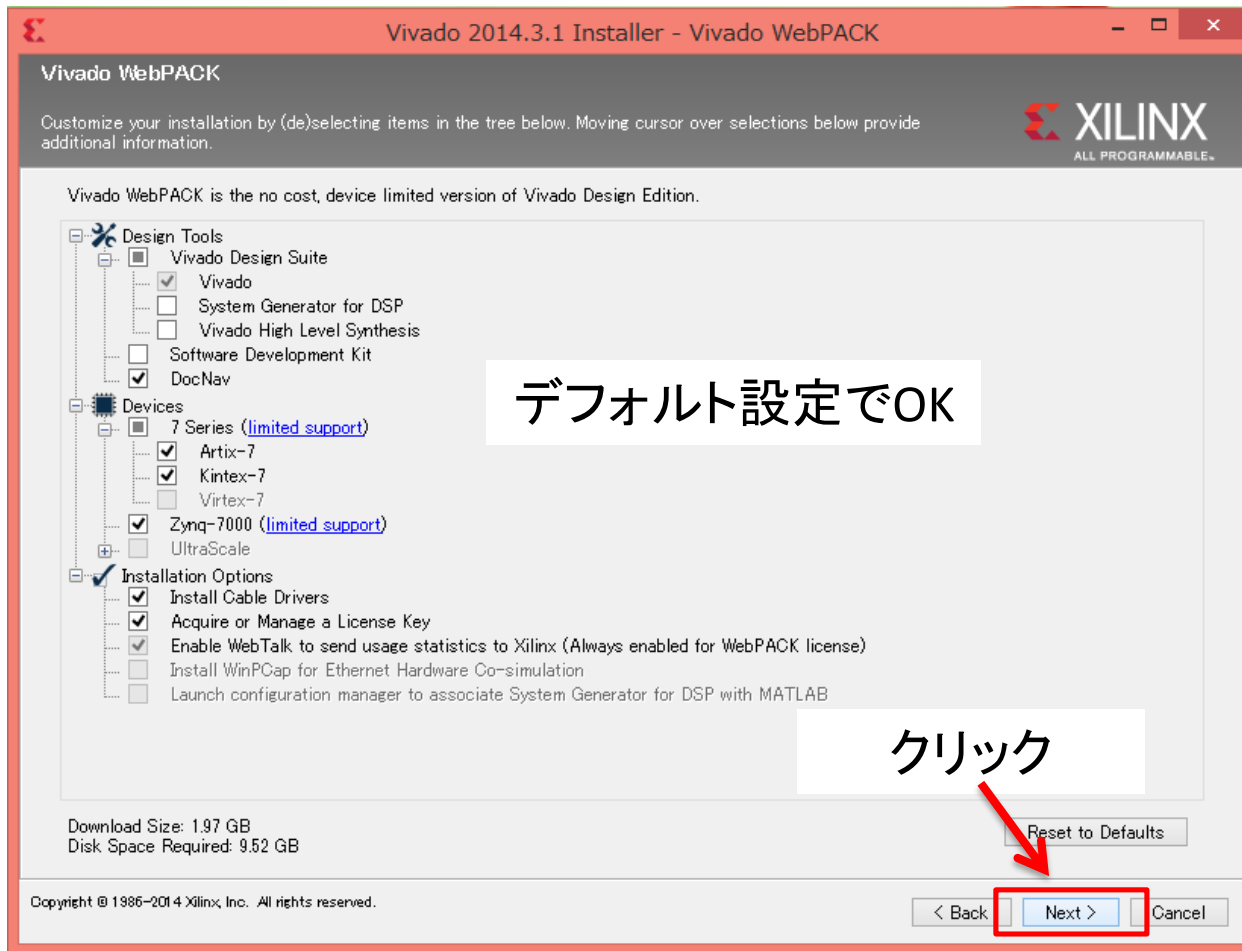 Vivado 2014.3.1 Installer - Vivado WebPACK
Vivado WebPACK
Customize your installation by (de)selecting items in the tree below. Moving cursor over selections below provide
additional information.
XILINX
ALL PROGRAMMABLE.
Vivado WebPACK is the no cost, device limited version of Vivado Design Edition.
Design Tools
Vivado Design Suite
Vivado
System Generator for DSP
Vivado High Level Synthesis
Software Development Kit
DocNav
デフォルト設定でOK
Devices
7 Series (limited support)
Artix-7
Kintex-7
Virtex-7
Zynq-7000 (limited support)
UltraScale
Installation Options
Install Cable Drivers
Acquire or Manage a License Key
Enable WebTalk to send usage statistics to Xilinx (Always enabled for WebPACK license)
Install WinPCap for Ethernet Hardware Co-simulation
Launch configuration manager to associate System Generator for DSP with MATLAB
クリック
Download Size: 1.97 GB
Disk Space Required: 9.52 GB
Reset to Defaults
Copyright © 1986-2014 Xilinx, Inc. All rights reserved.
< Back
Next >
Cancel